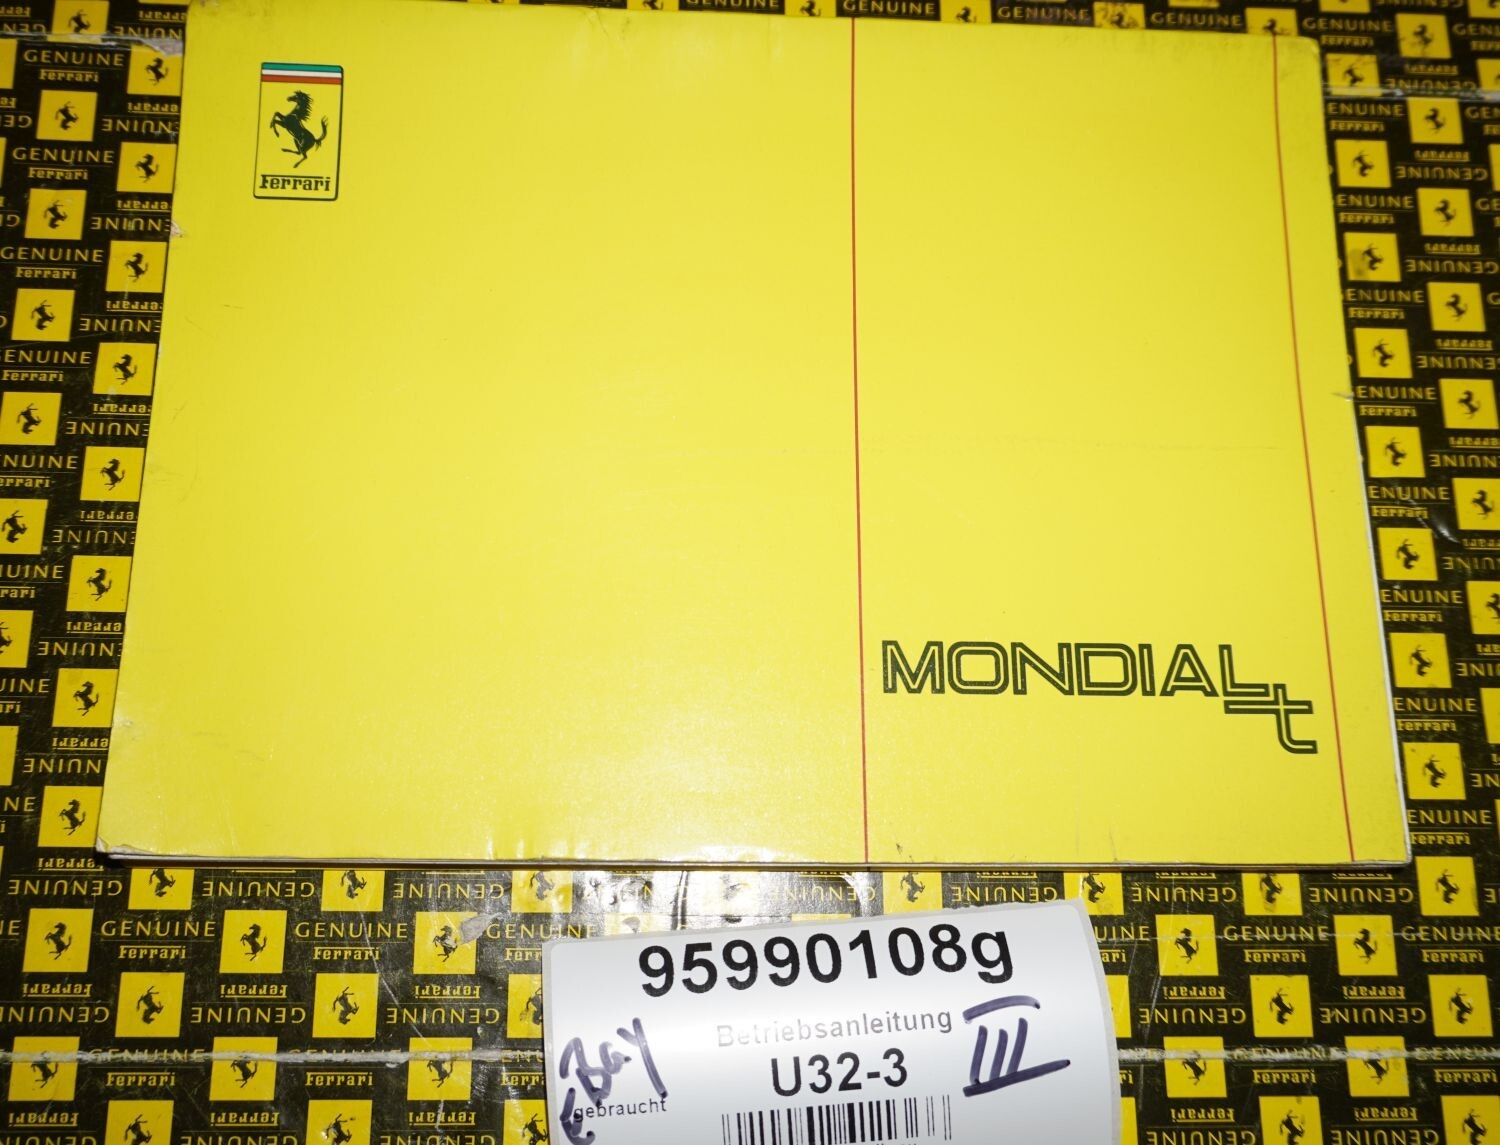 Ferrari
MONDIAL t
95990108g
Betriebsanleitung
U32-3
III
eBay
gebraucht
GENUINE
Ferrari